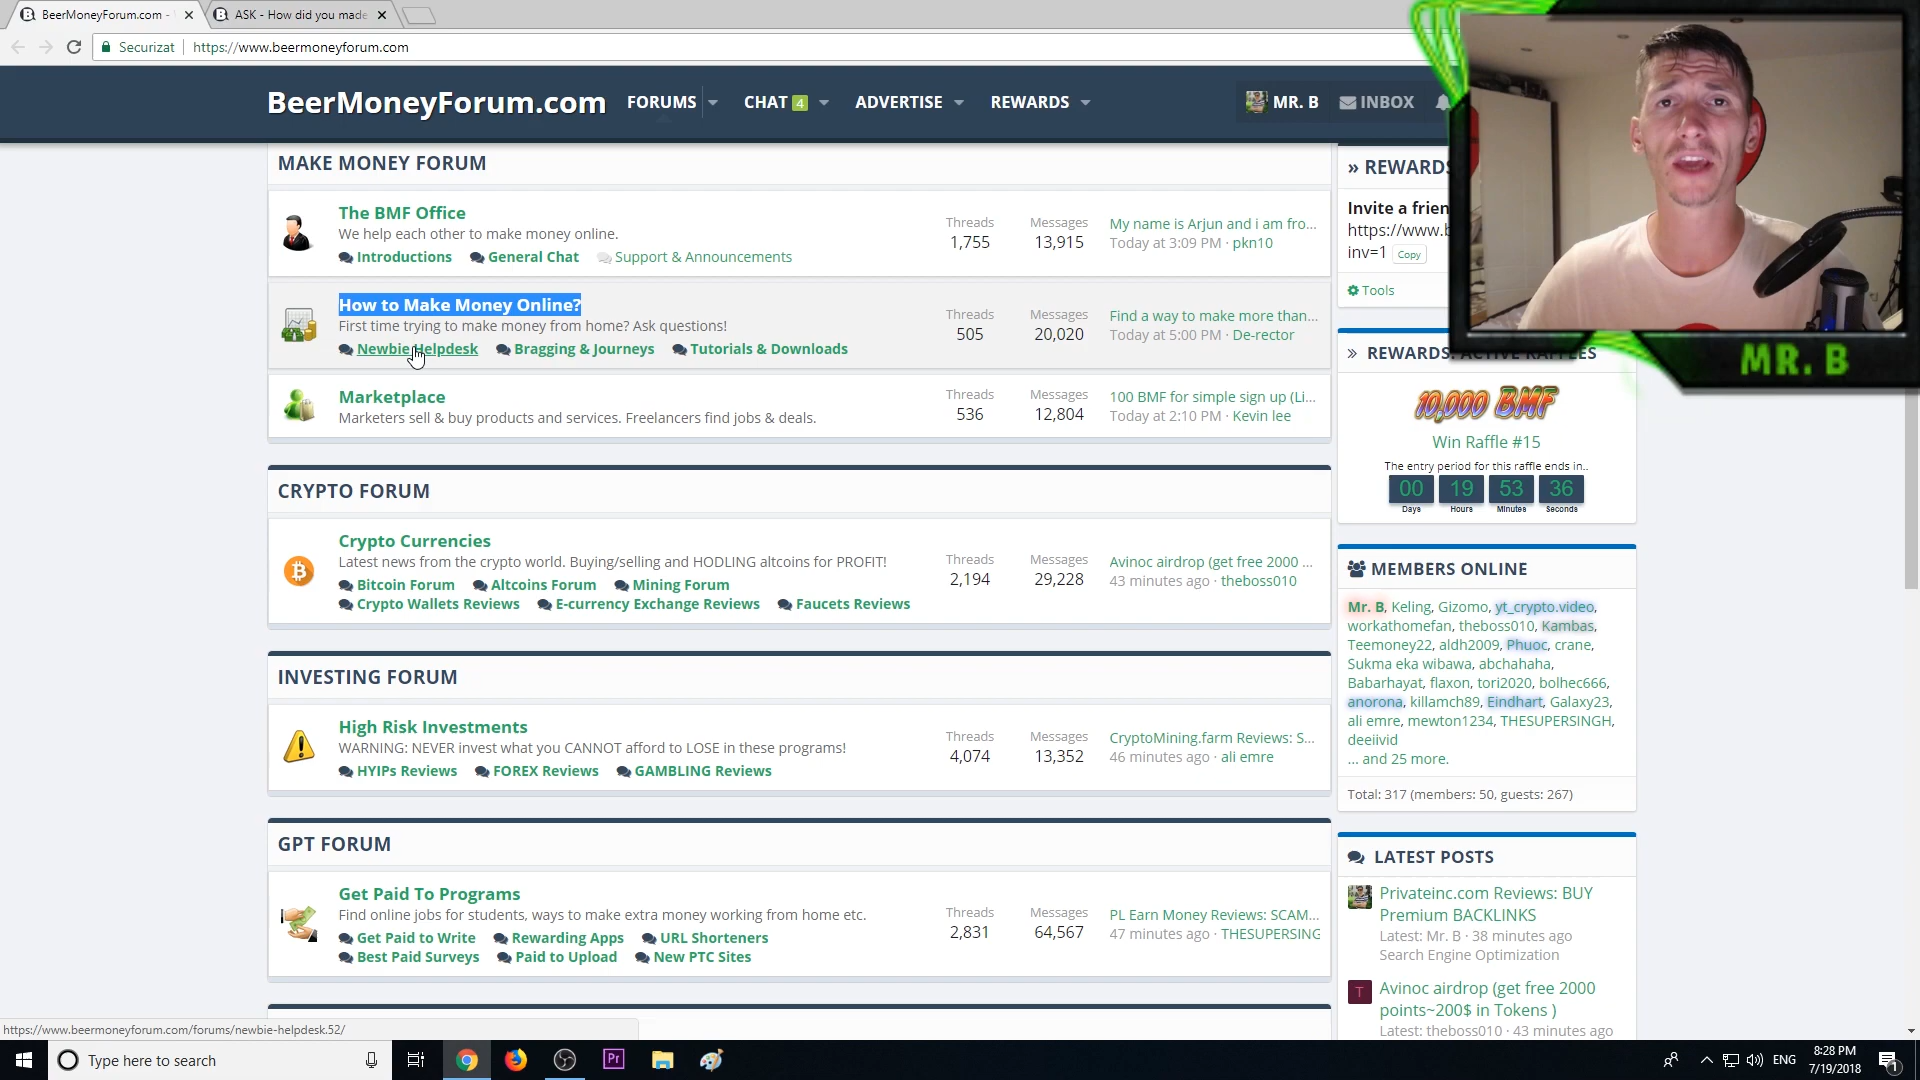 BeerMoneyForum.com -
ASK - How did you made
Securizat
https://www.beermoneyforum.com
BeerMoneyForum.com
FORUMS
CHAT 4
ADVERTISE
REWARDS
MR. B
INBOX
MAKE MONEY FORUM
The BMF Office
We help each other to make money online.
Introductions General Chat Support & Announcements
Threads
1,755
Messages
13,915
My name is Arjun and i am fro...
Today at 3:09 PM · pkn10
How to Make Money Online?
First time trying to make money from home? Ask questions!
Newbie Helpdesk Bragging & Journeys Tutorials & Downloads
Threads
505
Messages
20,020
Find a way to make more than...
Today at 5:00 PM · De-rector
Marketplace
Marketers sell & buy products and services. Freelancers find jobs & deals.
Threads
536
Messages
12,804
100 BMF for simple sign up (Li...
Today at 2:10 PM · Kevin lee
CRYPTO FORUM
Crypto Currencies
Latest news from the crypto world. Buying/selling and HODLING altcoins for PROFIT!
Bitcoin Forum Altcoins Forum Mining Forum
Crypto Wallets Reviews E-currency Exchange Reviews Faucets Reviews
Threads
2,194
Messages
29,228
Avinoc airdrop (get free 2000 ...
43 minutes ago · theboss010
INVESTING FORUM
High Risk Investments
WARNING: NEVER invest what you CANNOT afford to LOSE in these programs!
HYIPs Reviews FOREX Reviews GAMBLING Reviews
Threads
4,074
Messages
13,352
CryptoMining.farm Reviews: S...
46 minutes ago · ali emre
GPT FORUM
Get Paid To Programs
Find online jobs for students, ways to make extra money working from home etc.
Get Paid to Write Rewarding Apps URL Shorteners
Best Paid Surveys Paid to Upload New PTC Sites
Threads
2,831
Messages
64,567
PL Earn Money Reviews: SCAM...
47 minutes ago · THESUPERSING
» REWARDS
Invite a frien
https://www.b
inv=1 Copy
Tools
» REWARDS: ACTIVE RAFFLES
10,000 BMF
Win Raffle #15
The entry period for this raffle ends in..
00 19 53 36
Days Hours Minutes Seconds
MEMBERS ONLINE
Mr. B, Keling, Gizomo, yt_crypto.video,
workathomefan, theboss010, Kambas,
Teemoney22, aldh2009, Phuoc, crane,
Sukma eka wibawa, abchahaha,
Babarhayat, flaxon, tori2020, bolhec666,
anorona, killamch89, Eindhart, Galaxy23,
ali emre, mewton1234, THESUPERSINGH,
deeiivid
... and 25 more.
Total: 317 (members: 50, guests: 267)
LATEST POSTS
Privateinc.com Reviews: BUY
Premium BACKLINKS
Latest: Mr. B · 38 minutes ago
Search Engine Optimization
T
Avinoc airdrop (get free 2000
points~200$ in Tokens )
Latest: theboss010 · 43 minutes ago
MR. B
https://www.beermoneyforum.com/forums/newbie-helpdesk.52/
Type here to search
Pr
ENG
8:28 PM
7/19/2018
1